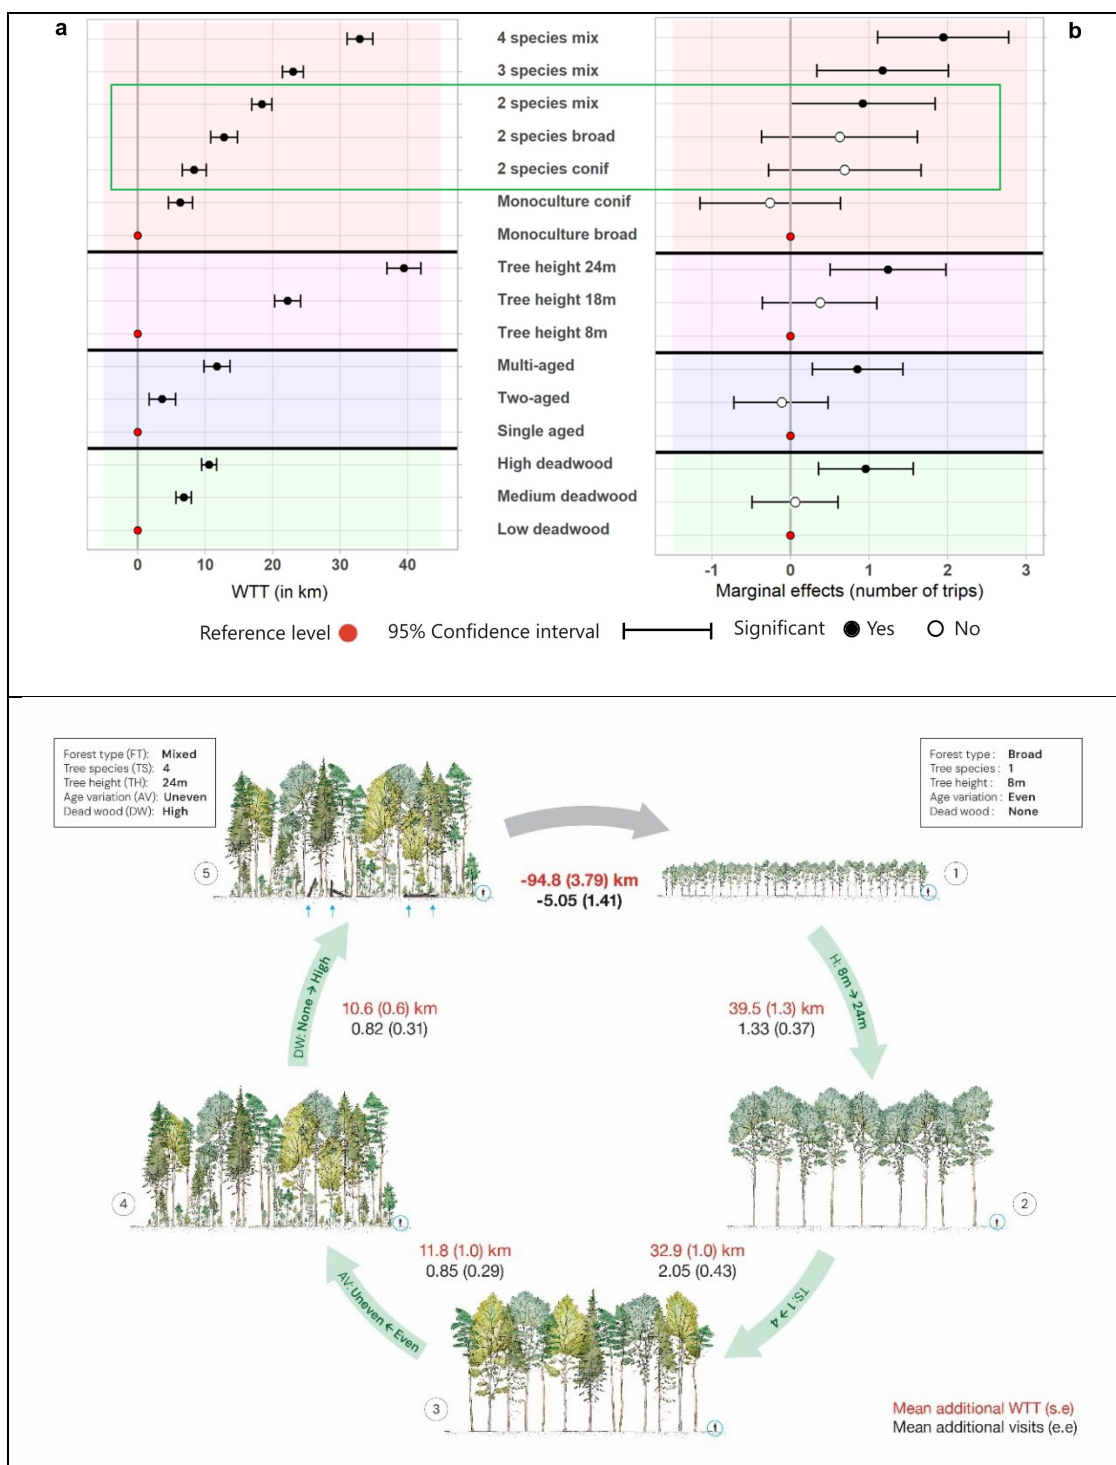 a
b
4 species mix
3 species mix
2 species mix
2 species broad
2 species conif
Monoculture conif
Monoculture broad
Tree height 24m
Tree height 18m
Tree height 8m
Multi-aged
Two-aged
Single aged
High deadwood
Medium deadwood
Low deadwood
0 10 20 30 40
WTT (in km)
-1 0 1 2 3
Marginal effects (number of trips)
Reference level 95% Confidence interval Significant Yes No
Forest type (FT): Mixed
Tree species (TS): 4
Tree height (TH): 24m
Age variation (AV): Uneven
Dead wood (DW): High
Forest type : Broad
Tree species : 1
Tree height : 8m
Age variation : Even
Dead wood : None
5
-94.8 (3.79) km
-5.05 (1.41)
1
H: 8m → 24m
39.5 (1.3) km
1.33 (0.37)
2
TS: 1 → 4
32.9 (1.0) km
2.05 (0.43)
3
AV: Uneven ← Even
11.8 (1.0) km
0.85 (0.29)
4
DW: None → High
10.6 (0.6) km
0.82 (0.31)
Mean additional WTT (s.e)
Mean additional visits (e.e)